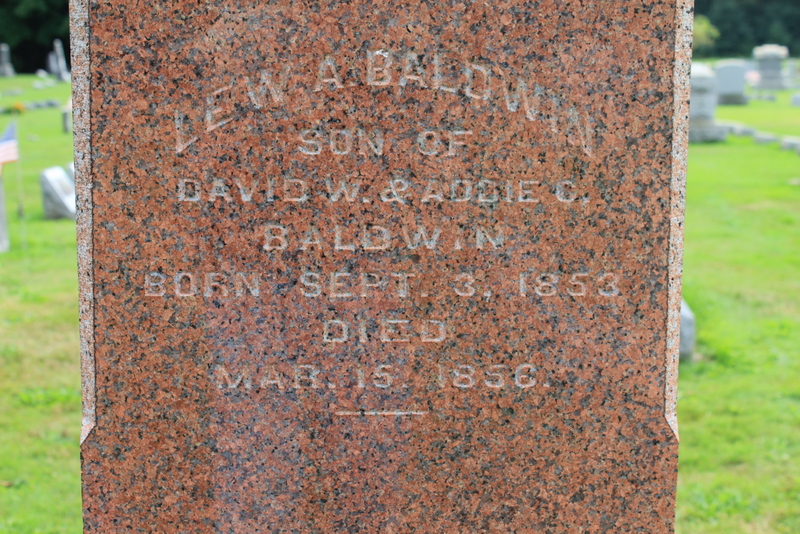 LEW A. BALDWIN
SON OF
DAVID W. & ADDIE C.
BALDWIN
BORN SEPT. 3, 1853
DIED
MAR. 15, 1856.